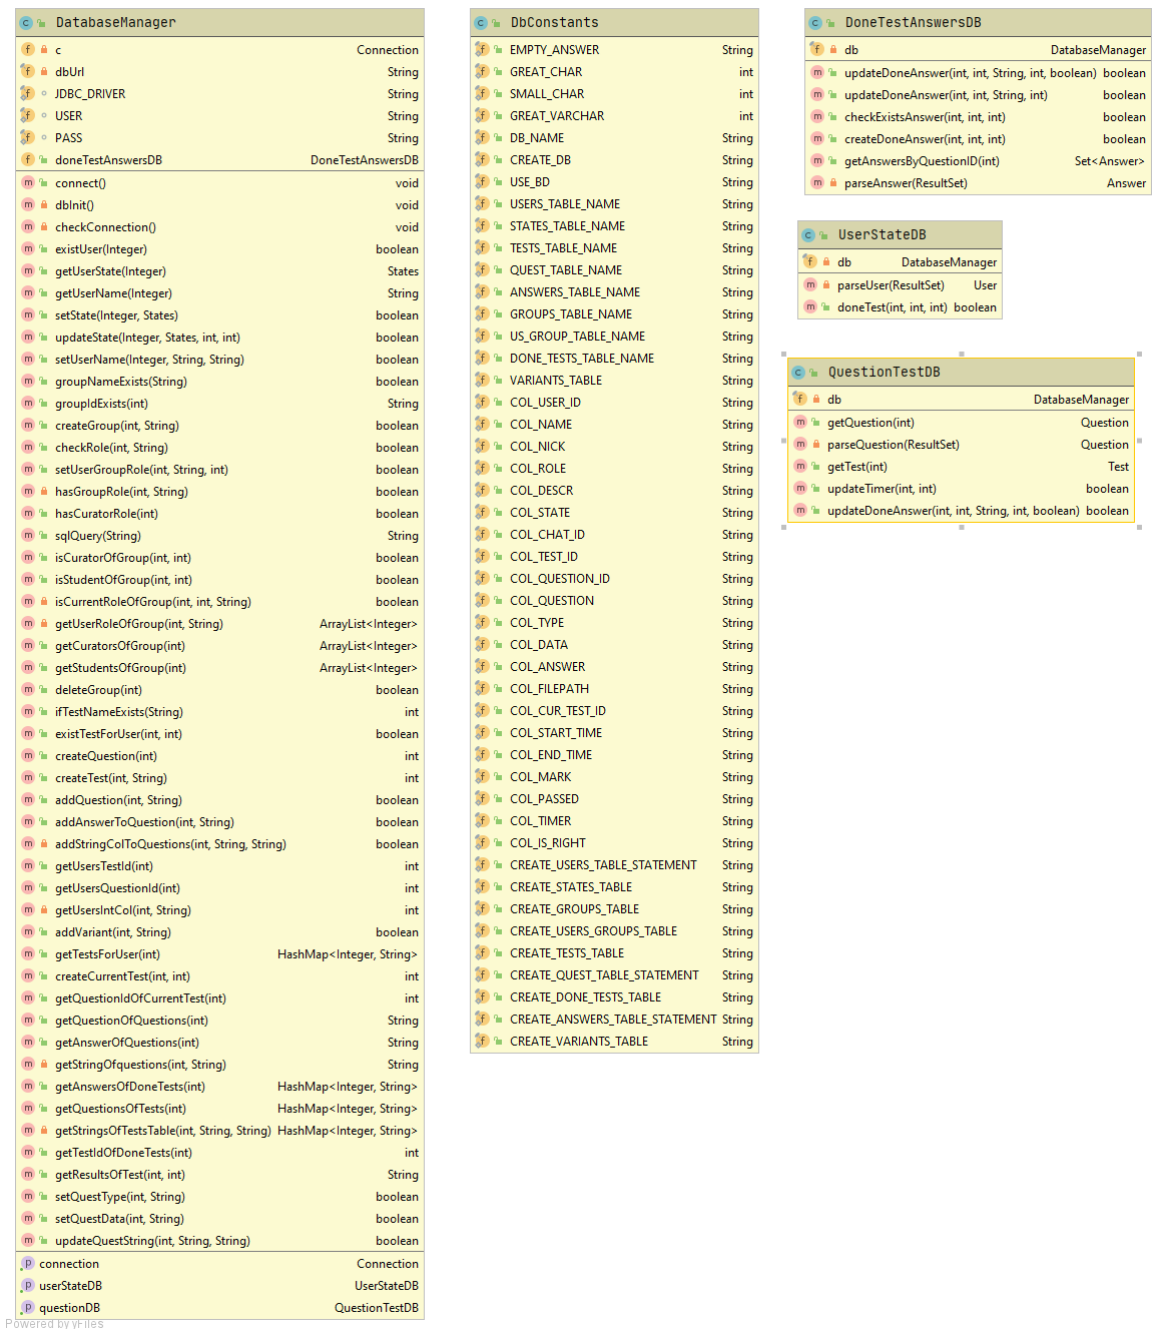 DatabaseManager
c Connection
dbUrl String
JDBC_DRIVER String
USER String
PASS String
doneTestAnswersDB DoneTestAnswersDB
connect() void
dbInit() void
checkConnection() void
existUser(Integer) boolean
getUserState(Integer) States
getUserName(Integer) String
setState(Integer, States) boolean
updateState(Integer, States, int, int) boolean
setUserName(Integer, String, String) boolean
groupNameExists(String) boolean
groupIdExists(int) String
createGroup(int, String) boolean
checkRole(int, String) boolean
setUserGroupRole(int, String, int) boolean
hasGroupRole(int, String) boolean
hasCuratorRole(int) boolean
sqlQuery(String) String
isCuratorOfGroup(int, int) boolean
isStudentOfGroup(int, int) boolean
isCurrentRoleOfGroup(int, int, String) boolean
getUserRoleOfGroup(int, String) ArrayList<Integer>
getCuratorsOfGroup(int) ArrayList<Integer>
getStudentsOfGroup(int) ArrayList<Integer>
deleteGroup(int) boolean
ifTestNameExists(String) int
existTestForUser(int, int) boolean
createQuestion(int) int
createTest(int, String) int
addQuestion(int, String) boolean
addAnswerToQuestion(int, String) boolean
addStringColToQuestions(int, String, String) boolean
getUsersTestId(int) int
getUsersQuestionId(int) int
getUsersIntCol(int, String) int
addVariant(int, String) boolean
getTestsForUser(int) HashMap<Integer, String>
createCurrentTest(int, int) int
getQuestionIdOfCurrentTest(int) int
getQuestionOfQuestions(int) String
getAnswerOfQuestions(int) String
getStringOfquestions(int, String) String
getAnswersOfDoneTests(int) HashMap<Integer, String>
getQuestionsOfTests(int) HashMap<Integer, String>
getStringsOfTestsTable(int, String, String) HashMap<Integer, String>
getTestIdOfDoneTests(int) int
getResultsOfTest(int, int) String
setQuestType(int, String) boolean
setQuestData(int, String) boolean
updateQuestString(int, String, String) boolean
connection Connection
userStateDB UserStateDB
questionDB QuestionTestDB
Powered by yFiles
DbConstants
EMPTY_ANSWER String
GREAT_CHAR int
SMALL_CHAR int
GREAT_VARCHAR int
DB_NAME String
CREATE_DB String
USE_BD String
USERS_TABLE_NAME String
STATES_TABLE_NAME String
TESTS_TABLE_NAME String
QUEST_TABLE_NAME String
ANSWERS_TABLE_NAME String
GROUPS_TABLE_NAME String
US_GROUP_TABLE_NAME String
DONE_TESTS_TABLE_NAME String
VARIANTS_TABLE String
COL_USER_ID String
COL_NAME String
COL_NICK String
COL_ROLE String
COL_DESCR String
COL_STATE String
COL_CHAT_ID String
COL_TEST_ID String
COL_QUESTION_ID String
COL_QUESTION String
COL_TYPE String
COL_DATA String
COL_ANSWER String
COL_FILEPATH String
COL_CUR_TEST_ID String
COL_START_TIME String
COL_END_TIME String
COL_MARK String
COL_PASSED String
COL_TIMER String
COL_IS_RIGHT String
CREATE_USERS_TABLE_STATEMENT String
CREATE_STATES_TABLE String
CREATE_GROUPS_TABLE String
CREATE_USERS_GROUPS_TABLE String
CREATE_TESTS_TABLE String
CREATE_QUEST_TABLE_STATEMENT String
CREATE_DONE_TESTS_TABLE String
CREATE_ANSWERS_TABLE_STATEMENT String
CREATE_VARIANTS_TABLE String
DoneTestAnswersDB
db DatabaseManager
updateDoneAnswer(int, int, String, int, boolean) boolean
updateDoneAnswer(int, int, String, int) boolean
checkExistsAnswer(int, int, int) boolean
createDoneAnswer(int, int, int) boolean
getAnswersByQuestionID(int) Set<Answer>
parseAnswer(ResultSet) Answer
UserStateDB
db DatabaseManager
parseUser(ResultSet) User
doneTest(int, int, int) boolean
QuestionTestDB
db DatabaseManager
getQuestion(int) Question
parseQuestion(ResultSet) Question
getTest(int) Test
updateTimer(int, int) boolean
updateDoneAnswer(int, int, String, int, boolean) boolean